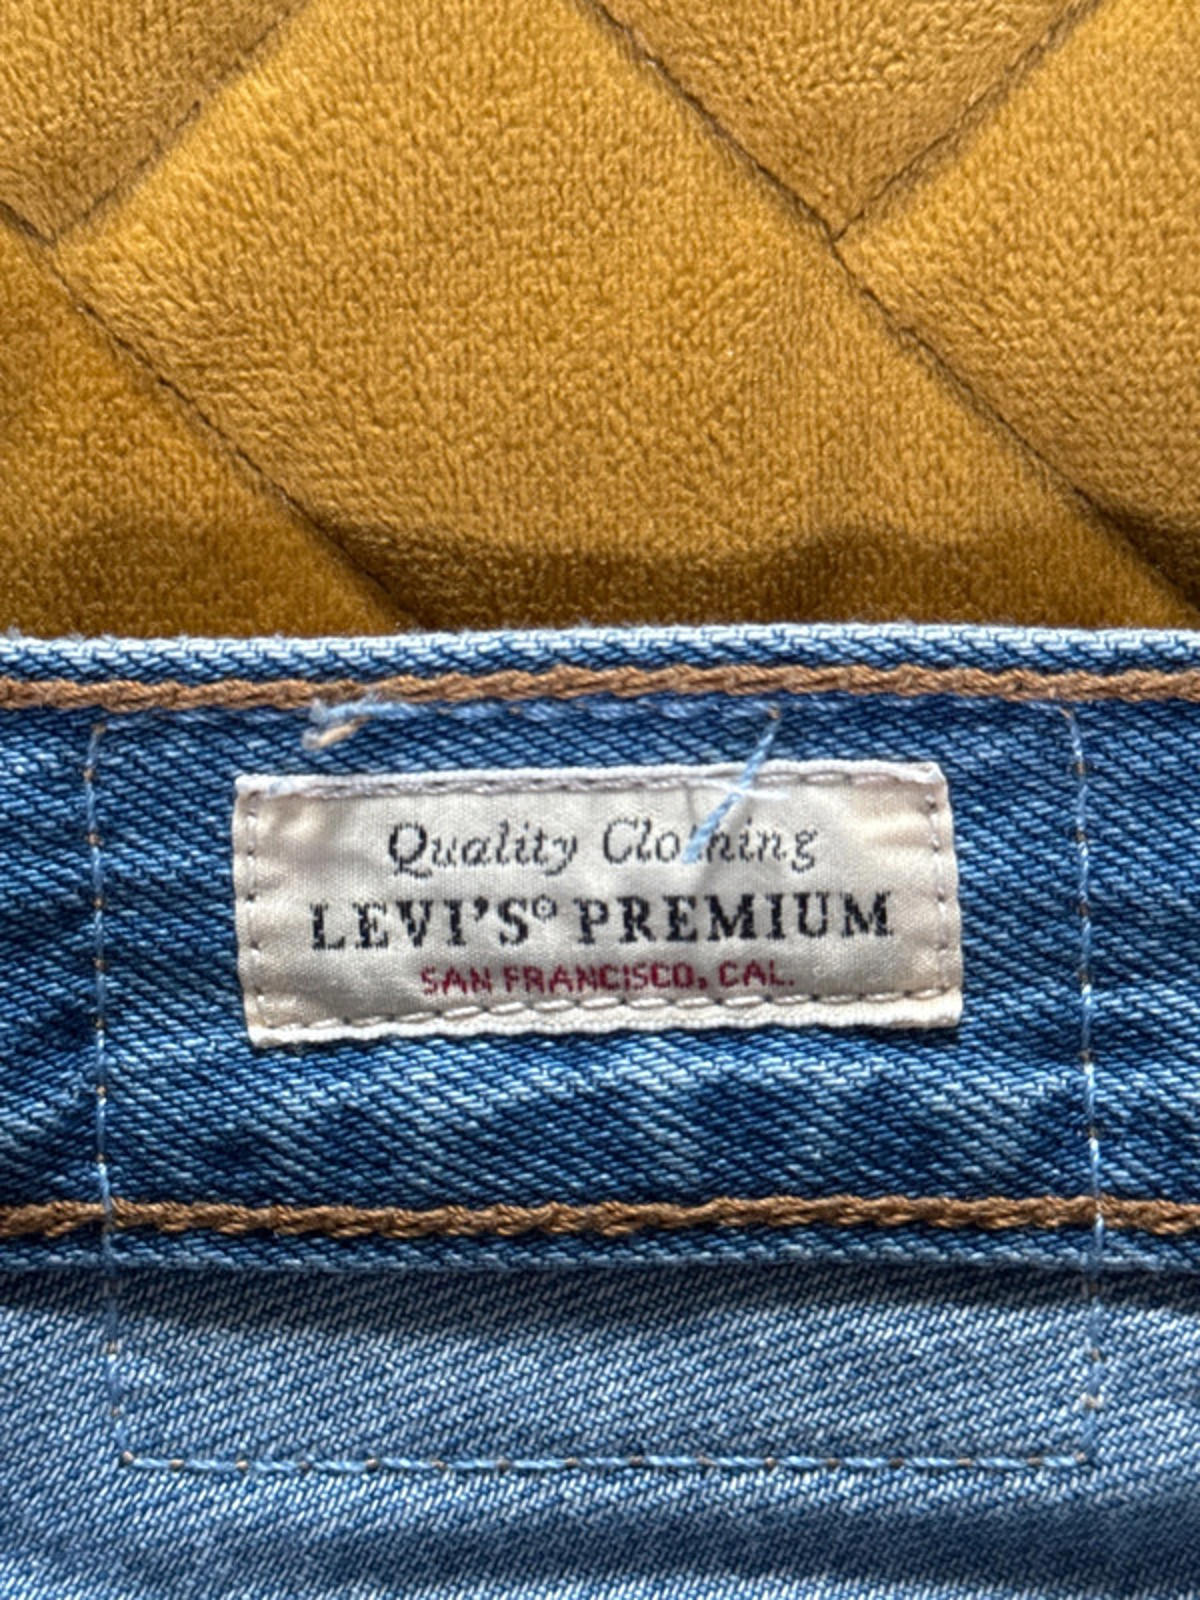 Quality Clothing
LEVI'S® PREMIUM
SAN FRANCISCO, CAL.